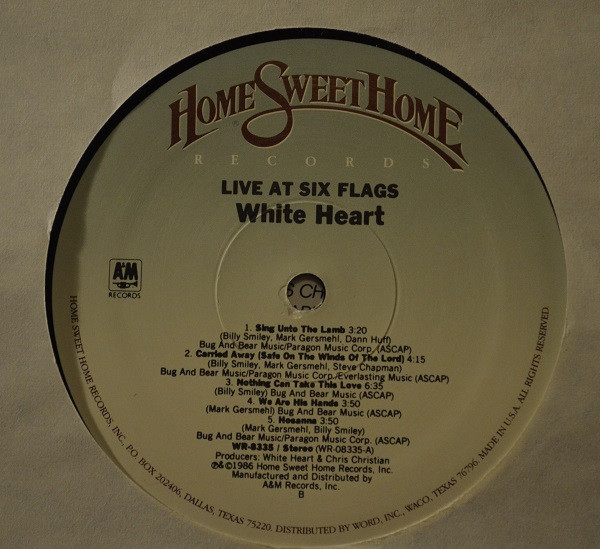 HOME SWEET HOME
RECORDS
LIVE AT SIX FLAGS
White Heart
A&M
RECORDS
S CH
1. Sing Unto The Lamb 3:20
(Billy Smiley, Mark Gersmehl, Dann Huff)
Bug And Bear Music/Paragon Music Corp. (ASCAP)
2. Carried Away (Safe On The Winds Of The Lord) 4:15
(Billy Smiley, Mark Gersmehl, Steve Chapman)
Bug And Bear Music/Paragon Music Corp./Everlasting Music (ASCAP)
3. Nothing Can Take This Love 6:35
(Billy Smiley) Bug And Bear Music (ASCAP)
4. We Are His Hands 3:50
(Mark Gersmehl) Bug And Bear Music (ASCAP)
5. Hosanna 3:50
(Mark Gersmehl, Billy Smiley)
Bug And Bear Music/Paragon Music Corp. (ASCAP)
WR-8335 / Stereo (WR-08335-A)
Producers: White Heart & Chris Christian
℗&©1986 Home Sweet Home Records, Inc.
Manufactured and Distributed by
A&M Records, Inc.
B
HOME SWEET HOME RECORDS, INC., P.O. BOX 202406, DALLAS, TEXAS 75220. DISTRIBUTED BY WORD, INC., WACO, TEXAS 76796. MADE IN U.S.A. ALL RIGHTS RESERVED.